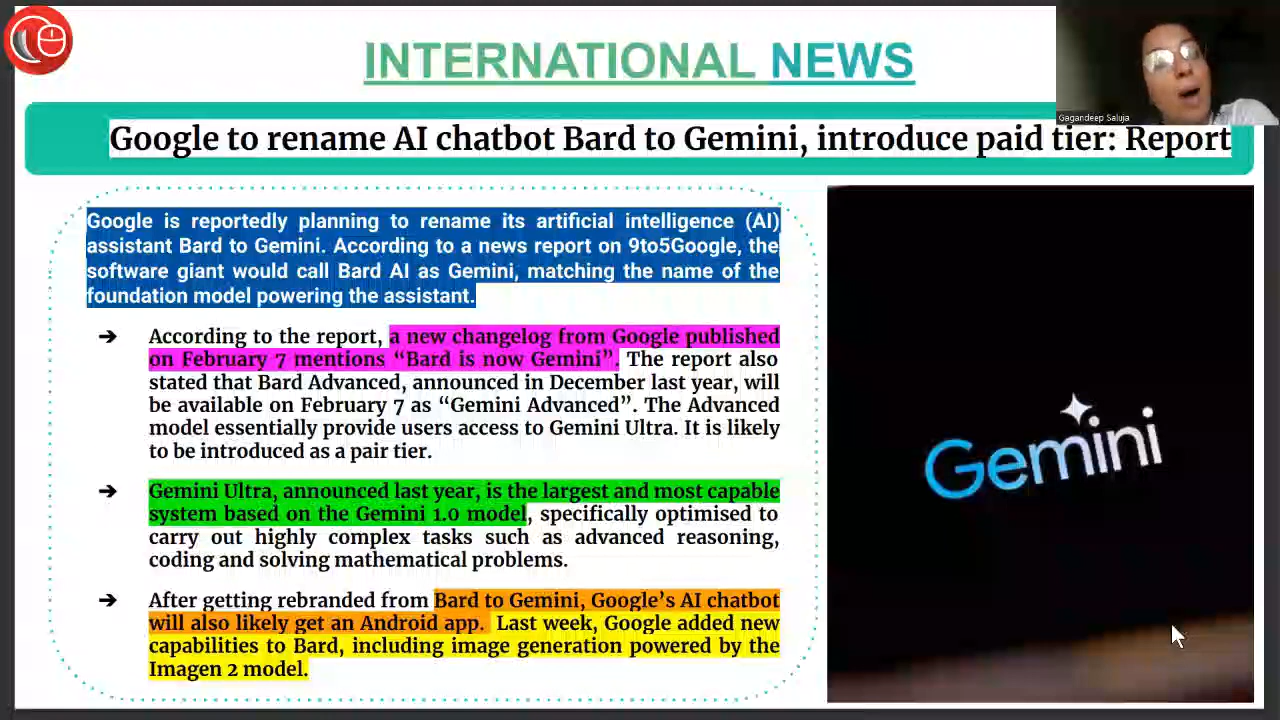 INTERNATIONAL NEWS
Gagandeep Saluja
Google to rename AI chatbot Bard to Gemini, introduce paid tier: Report
Google is reportedly planning to rename its artificial intelligence (AI)
assistant Bard to Gemini. According to a news report on 9to5Google, the
software giant would call Bard AI as Gemini, matching the name of the
foundation model powering the assistant.
➔ According to the report, a new changelog from Google published
on February 7 mentions “Bard is now Gemini”. The report also
stated that Bard Advanced, announced in December last year, will
be available on February 7 as “Gemini Advanced”. The Advanced
model essentially provide users access to Gemini Ultra. It is likely
to be introduced as a pair tier.
➔ Gemini Ultra, announced last year, is the largest and most capable
system based on the Gemini 1.0 model, specifically optimised to
carry out highly complex tasks such as advanced reasoning,
coding and solving mathematical problems.
➔ After getting rebranded from Bard to Gemini, Google’s AI chatbot
will also likely get an Android app. Last week, Google added new
capabilities to Bard, including image generation powered by the
Imagen 2 model.
Gemini